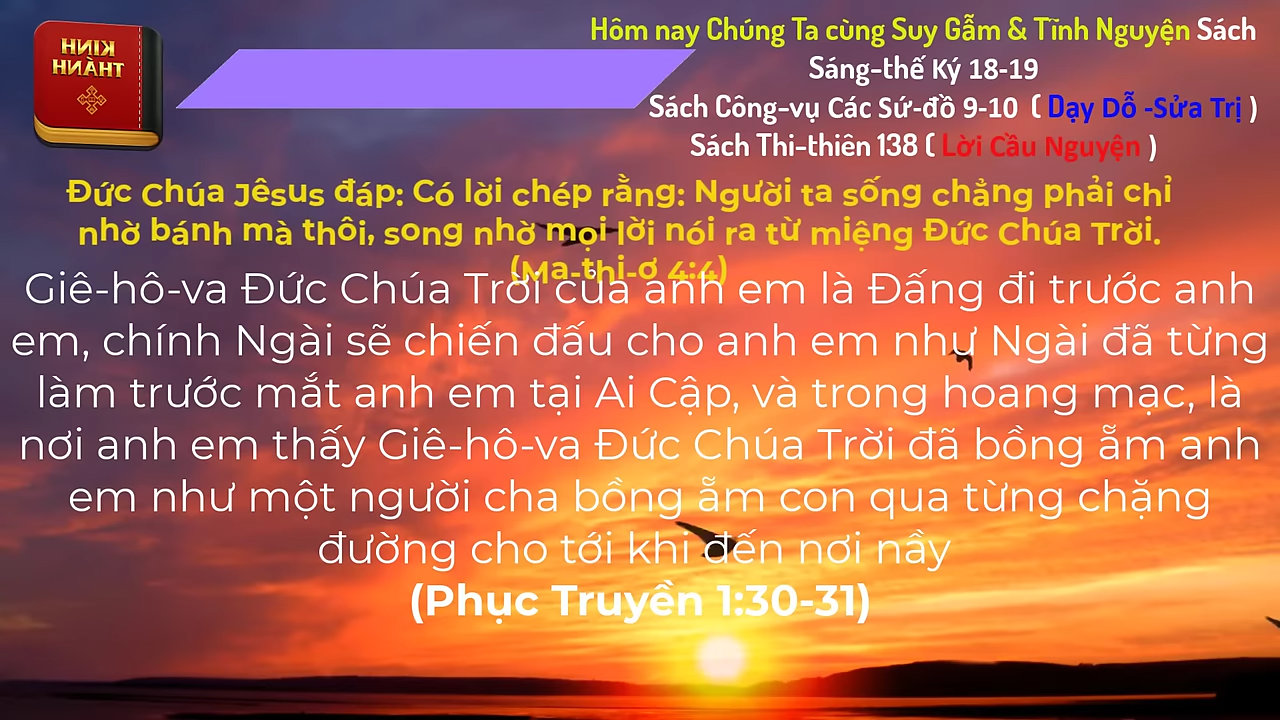 KINH
THÁNH
Hôm nay Chúng Ta cùng Suy Gẫm & Tĩnh Nguyện Sách
Sáng-thế Ký 18-19
Sách Công-vụ Các Sứ-đồ 9-10 ( Dạy Dỗ -Sửa Trị )
Sách Thi-thiên 138 ( Lời Cầu Nguyện )
Đức Chúa Jêsus đáp: Có lời chép rằng: Người ta sống chẳng phải chỉ
nhờ bánh mà thôi, song nhờ mọi lời nói ra từ miệng Đức Chúa Trời.
(Ma-thi-ơ 4:4)
Giê-hô-va Đức Chúa Trời của anh em là Đấng đi trước anh
em, chính Ngài sẽ chiến đấu cho anh em như Ngài đã từng
làm trước mắt anh em tại Ai Cập, và trong hoang mạc, là
nơi anh em thấy Giê-hô-va Đức Chúa Trời đã bồng ẵm anh
em như một người cha bồng ẵm con qua từng chặng
đường cho tới khi đến nơi nầy
(Phục Truyền 1:30-31)